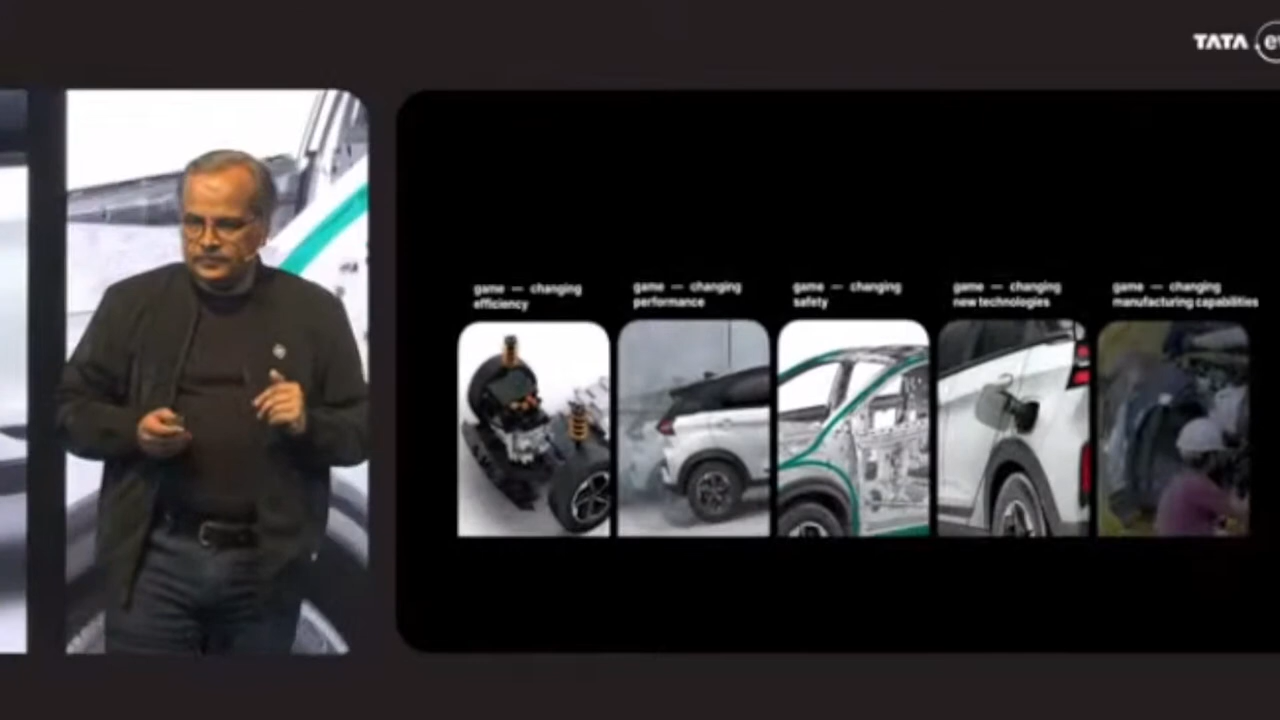 TATA .ev
game — changing
efficiency
game — changing
performance
game — changing
safety
game — changing
new technologies
game — changing
manufacturing capabilities